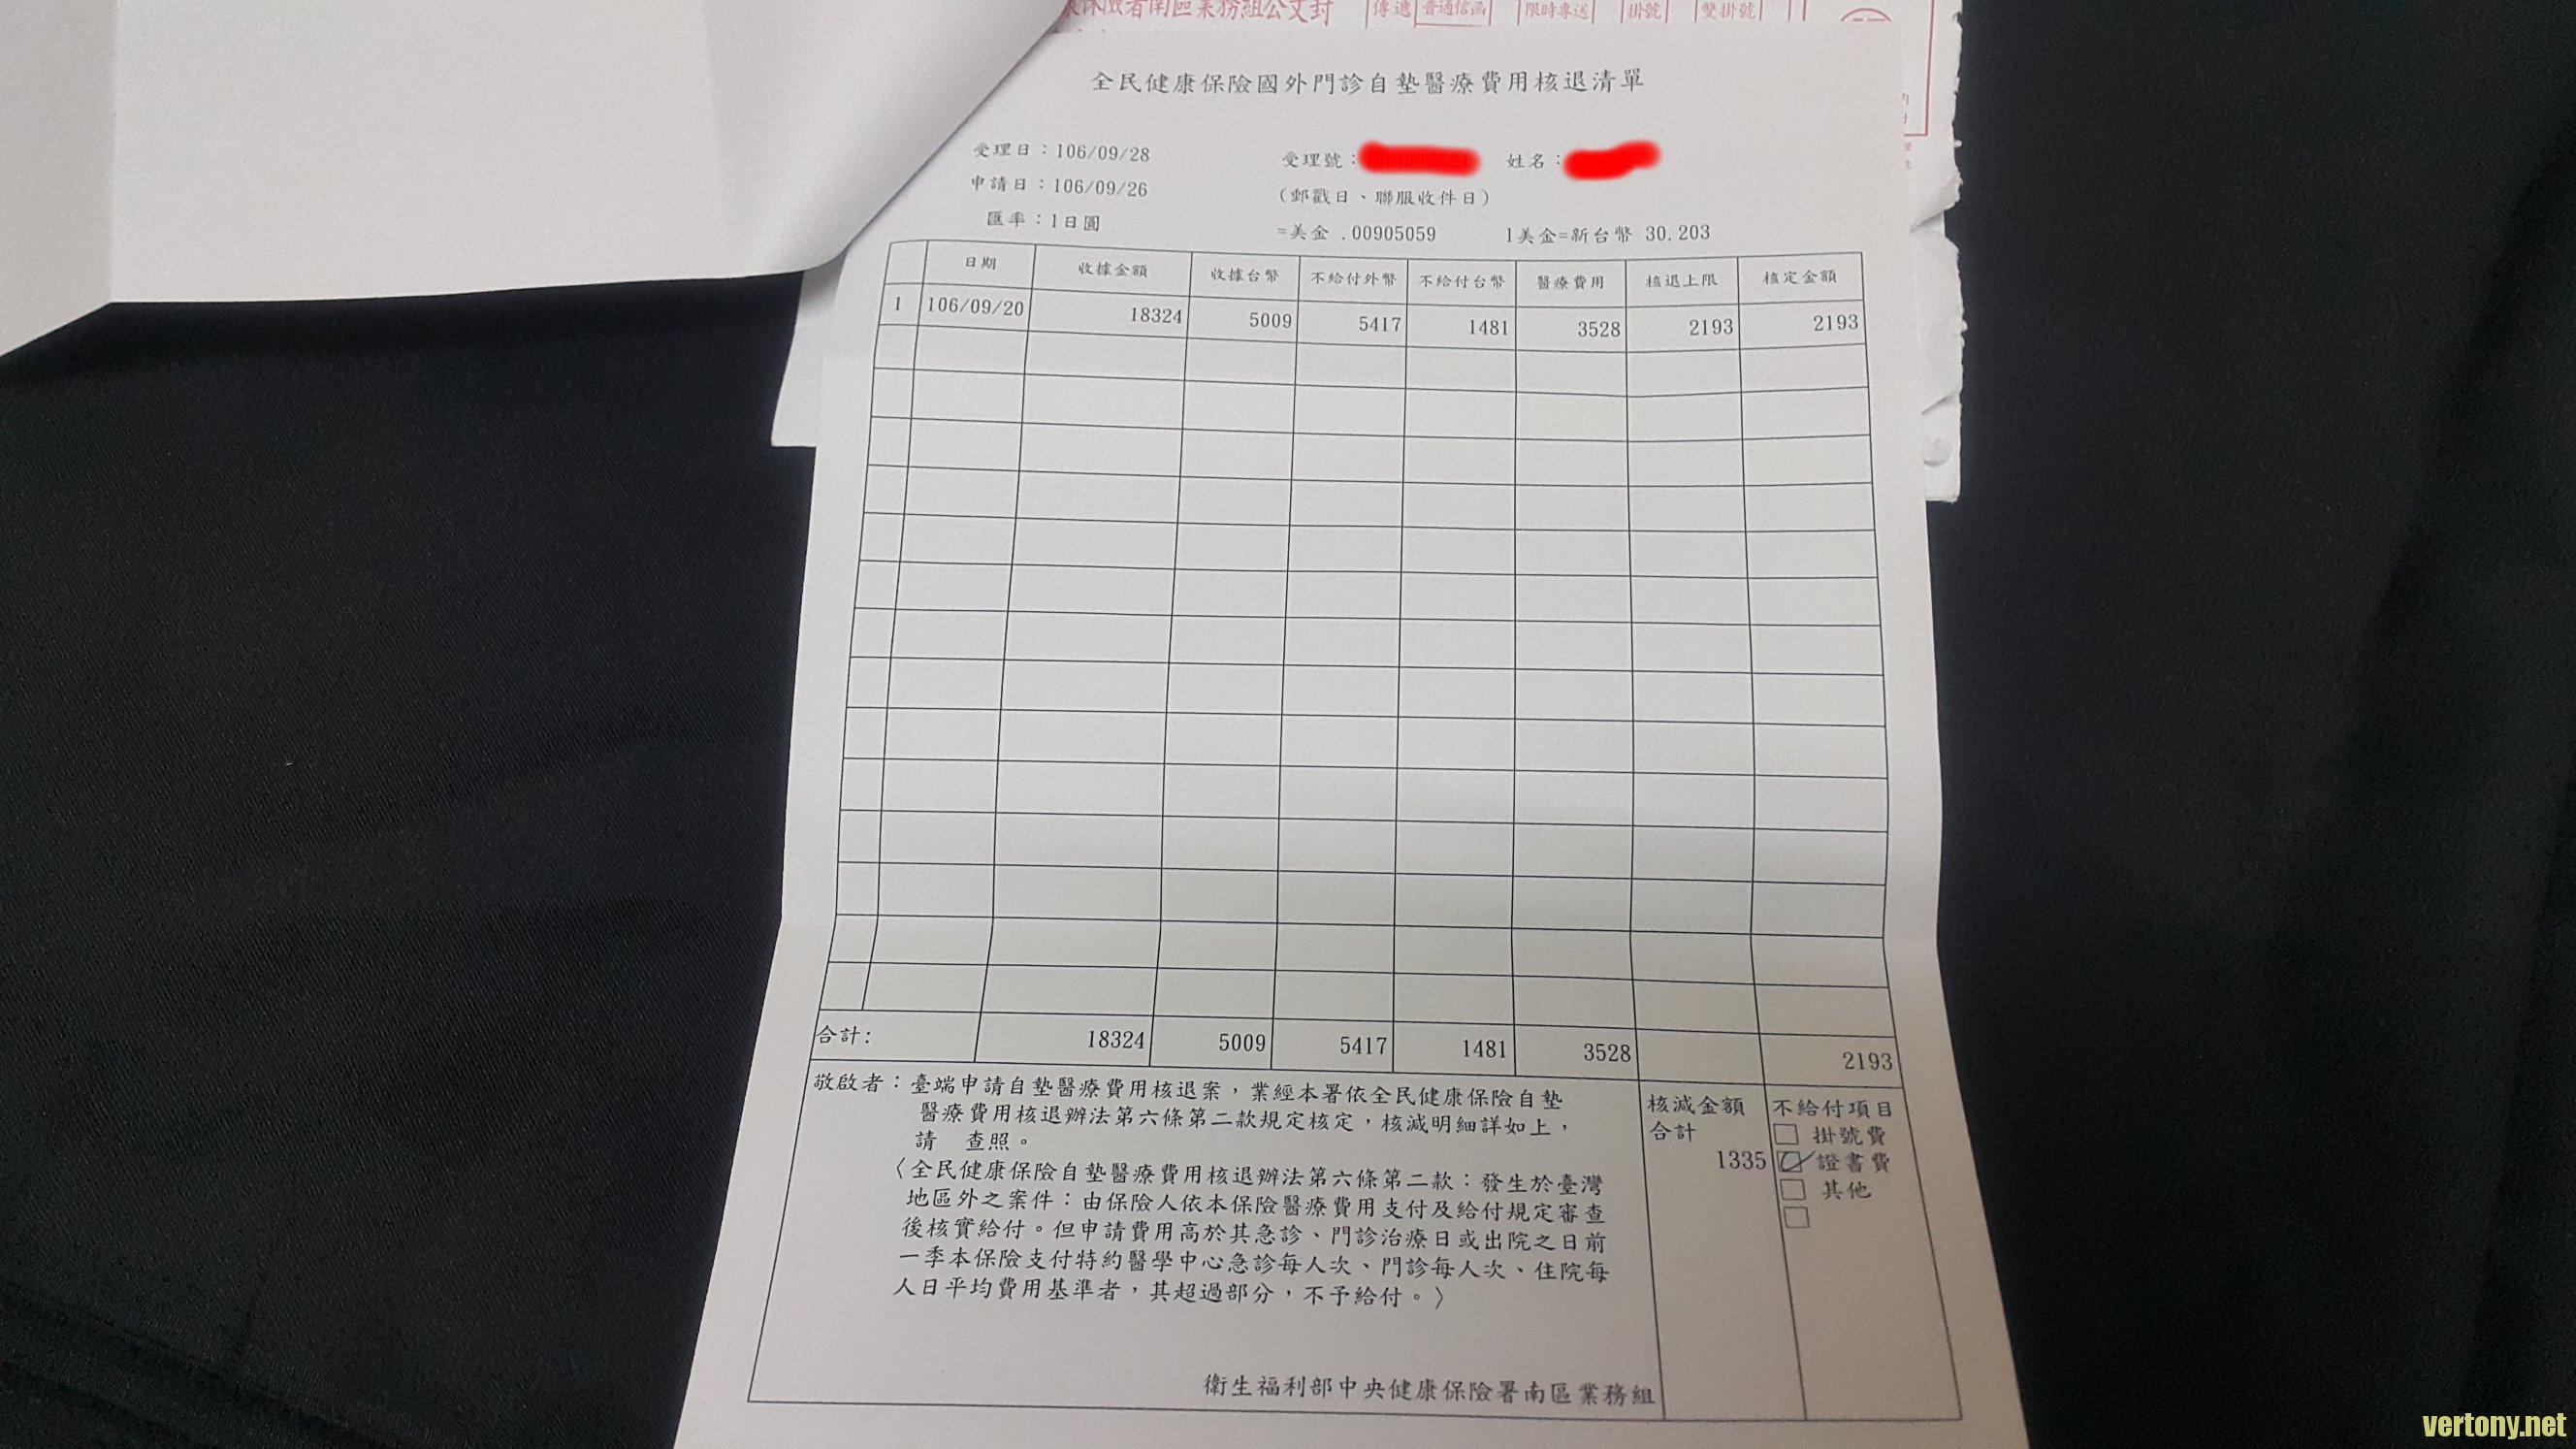 保險者南區業務組公文封 傳遞 普通信函 限時專送 掛號 雙掛號
全民健康保險國外門診自墊醫療費用核退清單
受理日：106/09/28 受理號： 姓名：
申請日：106/09/26 (郵戳日、聯服收件日)
匯率：1日圓 =美金 .00905059 1美金=新台幣 30.203
日期 收據金額 收據台幣 不給付外幣 不給付台幣 醫療費用 核退上限 核定金額
1 106/09/20 18324 5009 5417 1481 3528 2193 2193
合計: 18324 5009 5417 1481 3528 2193
敬啟者：臺端申請自墊醫療費用核退案，業經本署依全民健康保險自墊
醫療費用核退辦法第六條第二款規定核定，核減明細詳如上，
請 查照。
〈全民健康保險自墊醫療費用核退辦法第六條第二款：發生於臺灣
地區外之案件：由保險人依本保險醫療費用支付及給付規定審查
後核實給付。但申請費用高於其急診、門診治療日或出院之日前
一季本保險支付特約醫學中心急診每人次、門診每人次、住院每
人日平均費用基準者，其超過部分，不予給付。〉
核減金額
合計
1335
不給付項目
掛號費
證書費
其他
衛生福利部中央健康保險署南區業務組
vertony.net